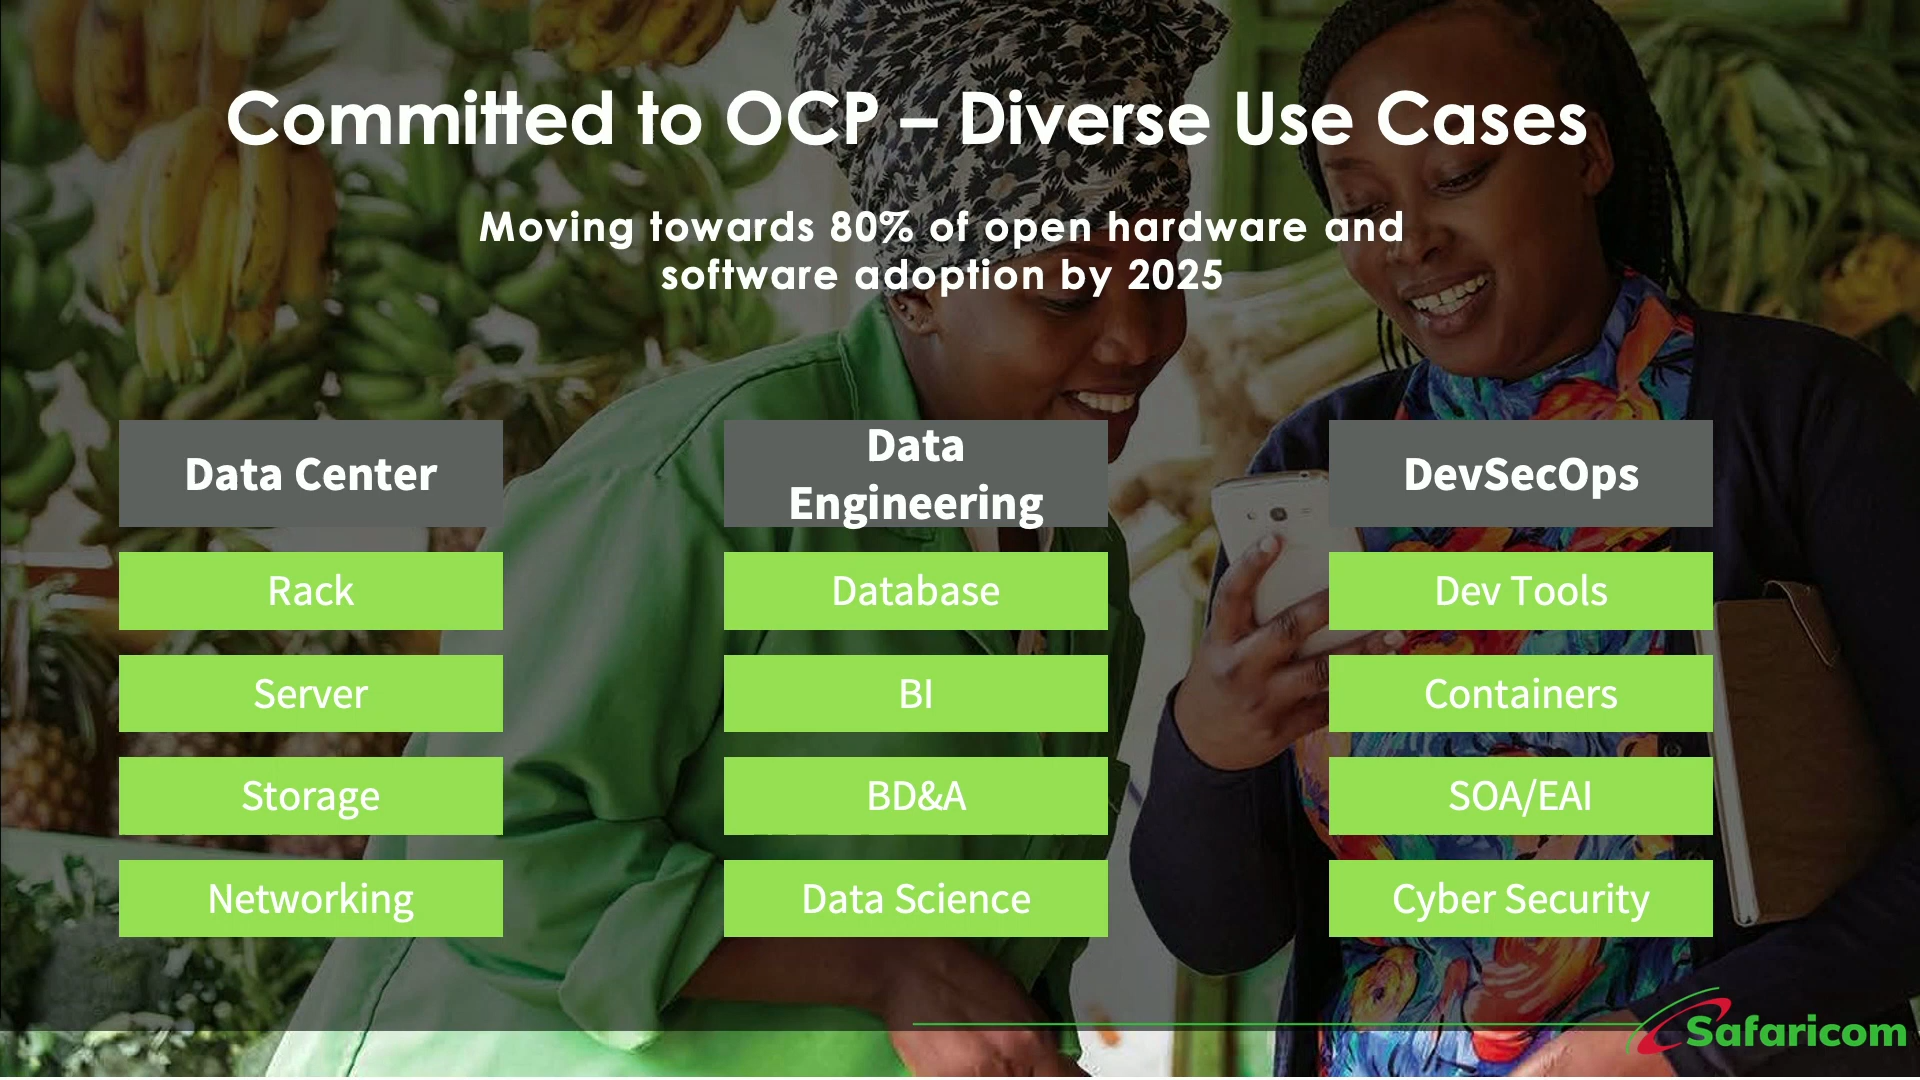 Committed to OCP – Diverse Use Cases
Moving towards 80% of open hardware and
software adoption by 2025
Data Center
Rack
Server
Storage
Networking
Data
Engineering
Database
BI
BD&A
Data Science
DevSecOps
Dev Tools
Containers
SOA/EAI
Cyber Security
Safaricom